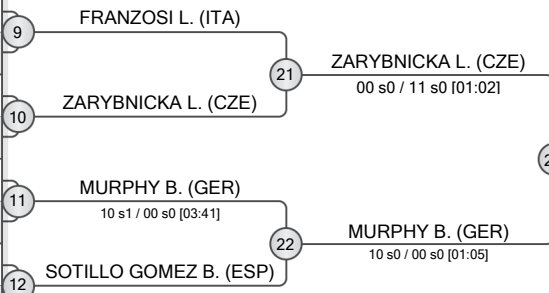 FRANZOSI L. (ITA)
9
21
ZARYBNICKA L. (CZE)
00 s0 / 11 s0 [01:02]
ZARYBNICKA L. (CZE)
10
MURPHY B. (GER)
11
10 s1 / 00 s0 [03:41]
22
MURPHY B. (GER)
10 s0 / 00 s0 [01:05]
SOTILLO GOMEZ B. (ESP)
12